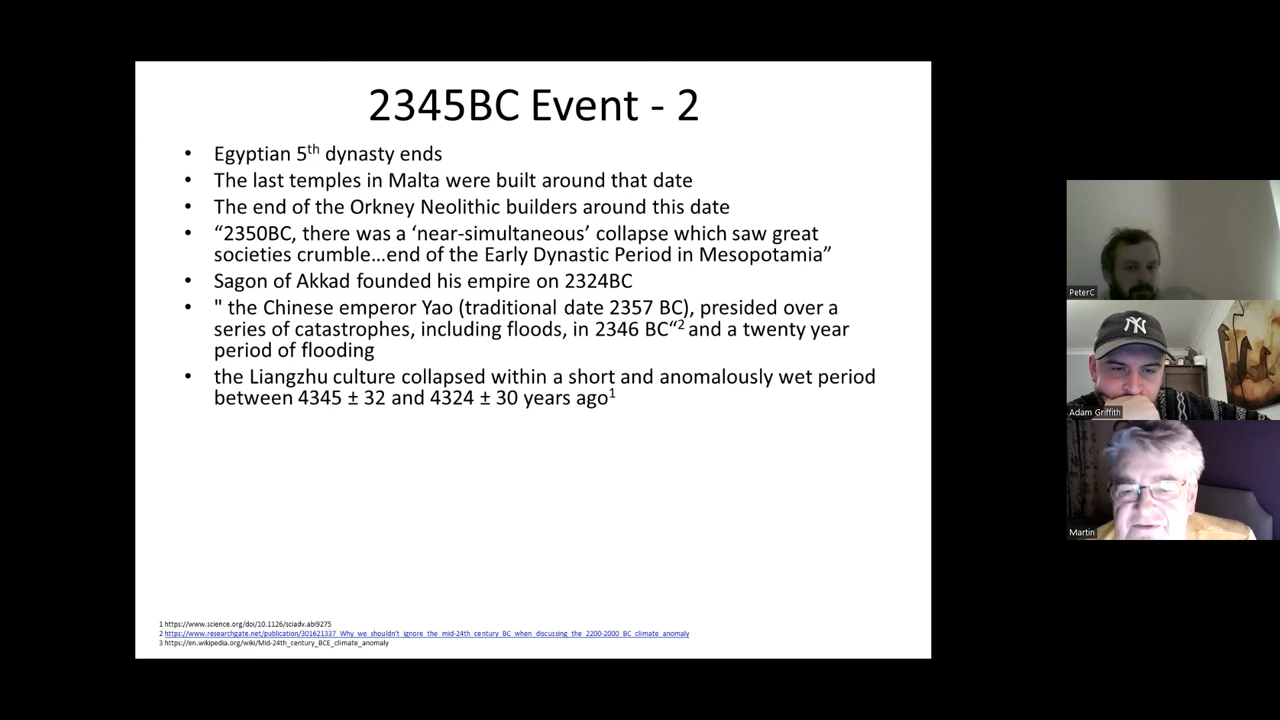 2345BC Event - 2
• Egyptian 5th dynasty ends
• The last temples in Malta were built around that date
• The end of the Orkney Neolithic builders around this date
• “2350BC, there was a ‘near-simultaneous’ collapse which saw great
societies crumble...end of the Early Dynastic Period in Mesopotamia”
• Sagon of Akkad founded his empire on 2324BC
• " the Chinese emperor Yao (traditional date 2357 BC), presided over a
series of catastrophes, including floods, in 2346 BC“2 and a twenty year
period of flooding
• the Liangzhu culture collapsed within a short and anomalously wet period
between 4345 ± 32 and 4324 ± 30 years ago1
1 https://www.science.org/doi/10.1126/sciadv.abi9275
2 https://www.researchgate.net/publication/301621337_Why_we_shouldn't_ignore_the_mid-24th_century_BC_when_discussing_the_2200-2000_BC_climate_anomaly
3 https://en.wikipedia.org/wiki/Mid-24th_century_BCE_climate_anomaly
PeterC
NY
Adam Griffith
Martin